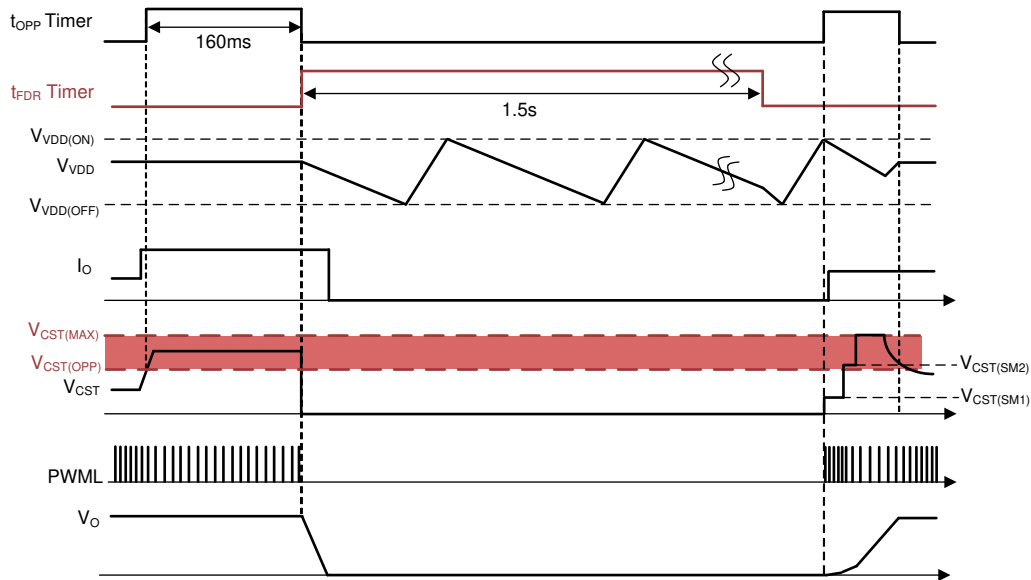 tOPP Timer
160ms
tFDR Timer
1.5s
VVDD(ON)
VVDD
VVDD(OFF)
IO
VCST(MAX)
VCST(OPP)
VCST
VCST(SM2)
VCST(SM1)
PWML
VO